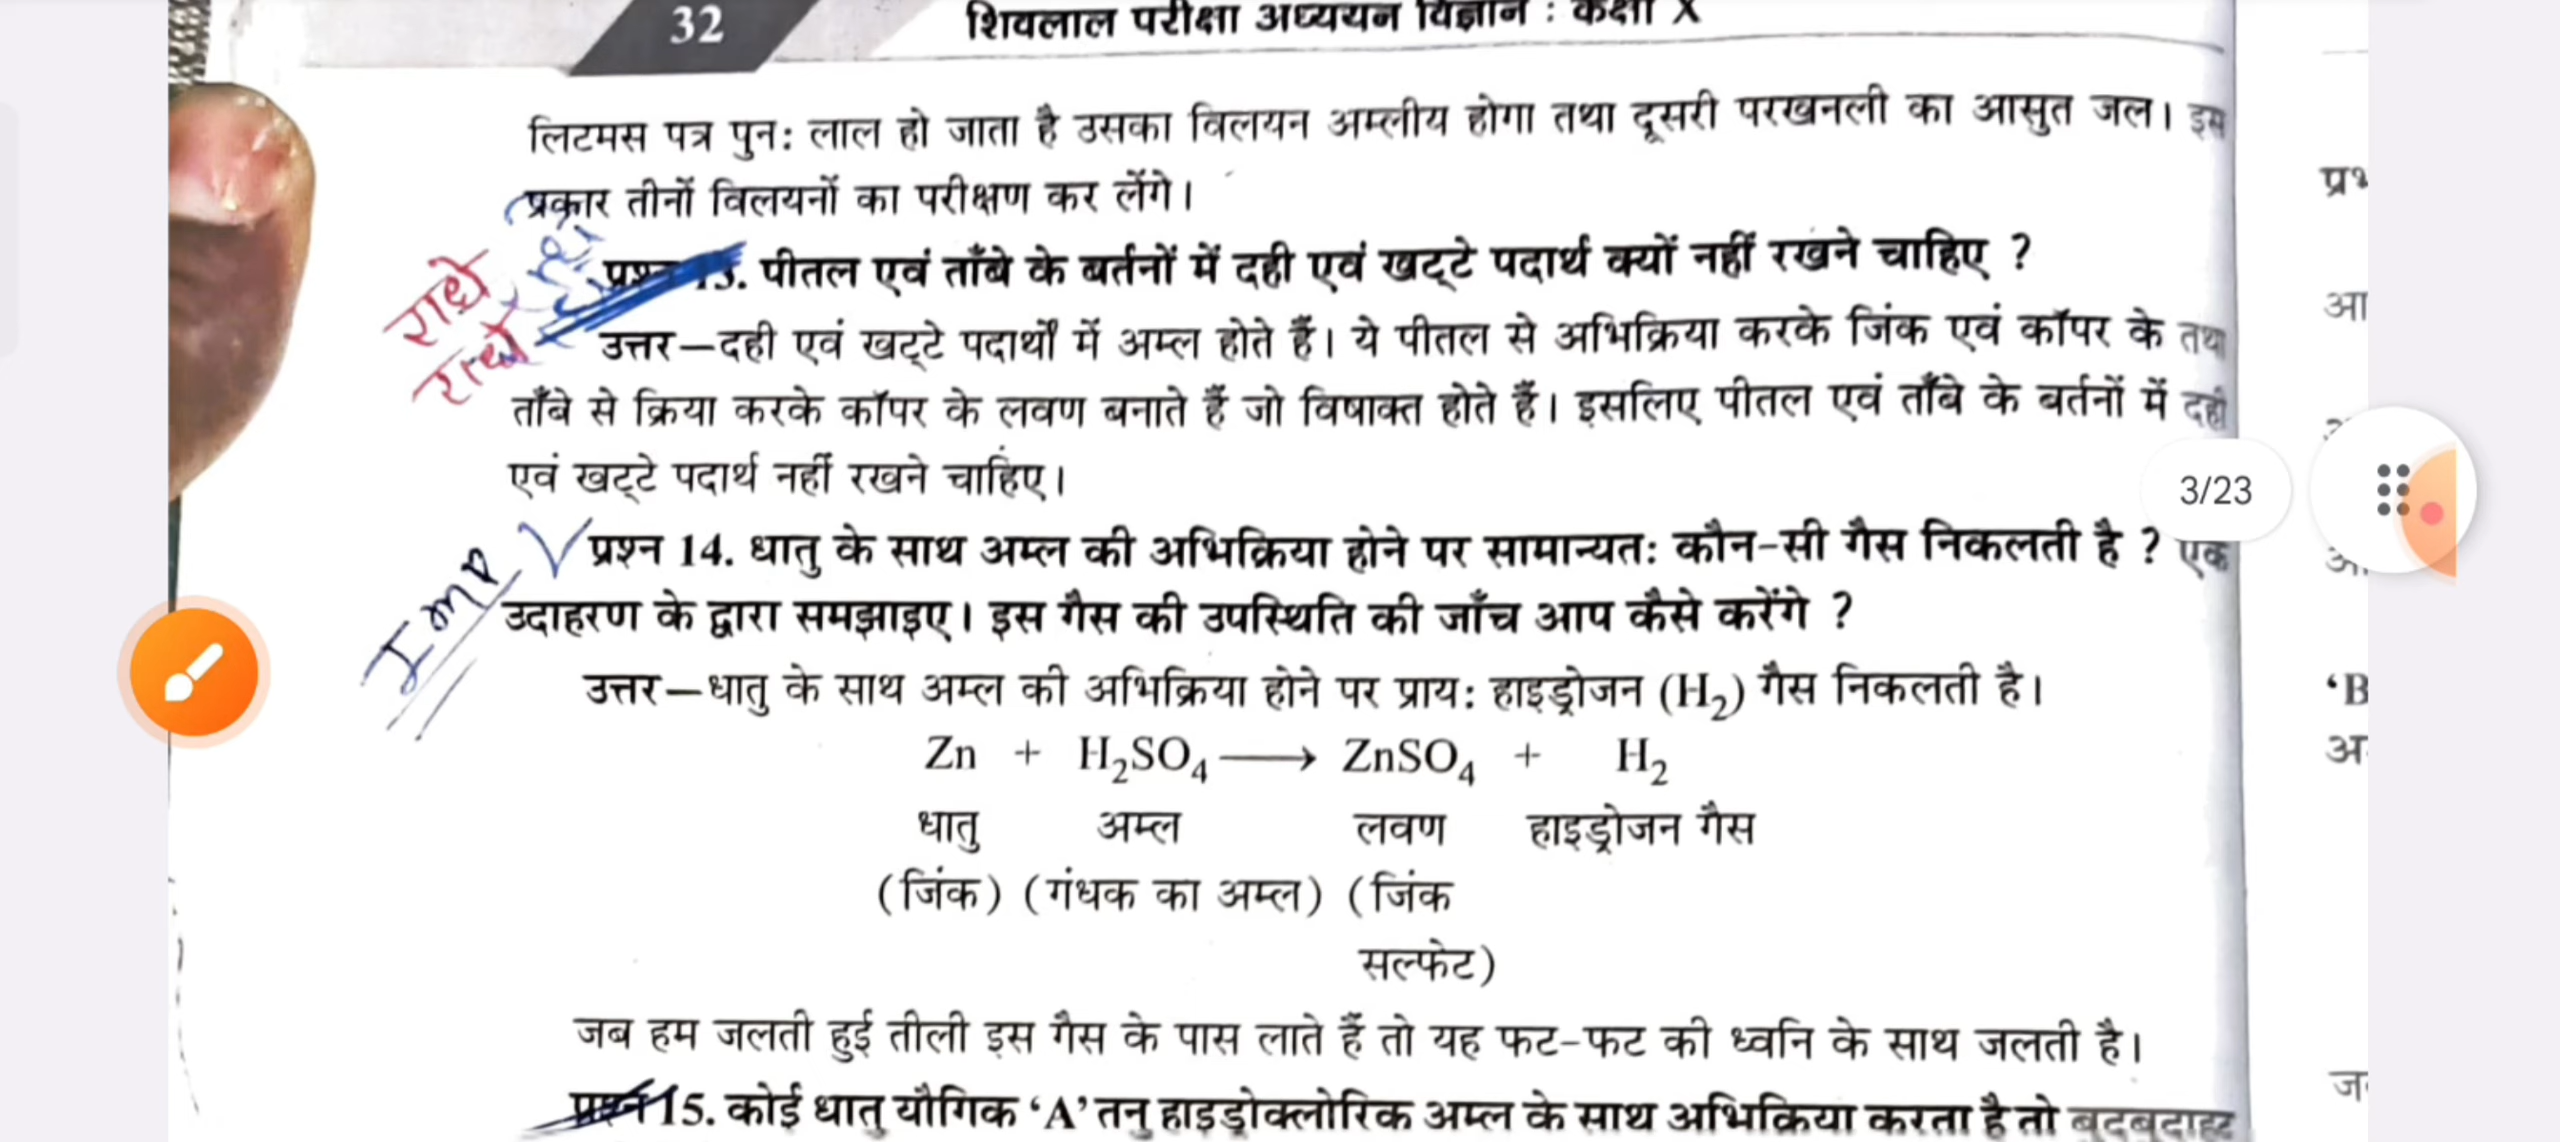 32
शिवलाल परीक्षा अध्ययन विज्ञान : कक्षा X
लिटमस पत्र पुनः लाल हो जाता है उसका विलयन अम्लीय होगा तथा दूसरी परखनली का आसुत जल। इस
प्रकार तीनों विलयनों का परीक्षण कर लेंगे।
राधे
राधे
प्रश्न 13. पीतल एवं ताँबे के बर्तनों में दही एवं खट्टे पदार्थ क्यों नहीं रखने चाहिए ?
उत्तर—दही एवं खट्टे पदार्थों में अम्ल होते हैं। ये पीतल से अभिक्रिया करके जिंक एवं कॉपर के तथा
ताँबे से क्रिया करके कॉपर के लवण बनाते हैं जो विषाक्त होते हैं। इसलिए पीतल एवं ताँबे के बर्तनों में दही
एवं खट्टे पदार्थ नहीं रखने चाहिए।
3/23
IMP
प्रश्न 14. धातु के साथ अम्ल की अभिक्रिया होने पर सामान्यतः कौन-सी गैस निकलती है ? एक
उदाहरण के द्वारा समझाइए। इस गैस की उपस्थिति की जाँच आप कैसे करेंगे ?
उत्तर—धातु के साथ अम्ल की अभिक्रिया होने पर प्रायः हाइड्रोजन (H₂) गैस निकलती है।
Zn + H₂SO₄ ⟶ ZnSO₄ + H₂
धातु अम्ल लवण हाइड्रोजन गैस
(जिंक) (गंधक का अम्ल) (जिंक
सल्फेट)
जब हम जलती हुई तीली इस गैस के पास लाते हैं तो यह फट-फट की ध्वनि के साथ जलती है।
प्रश्न 15. कोई धातु यौगिक ‘A’ तनु हाइड्रोक्लोरिक अम्ल के साथ अभिक्रिया करता है तो बुदबुदाहट